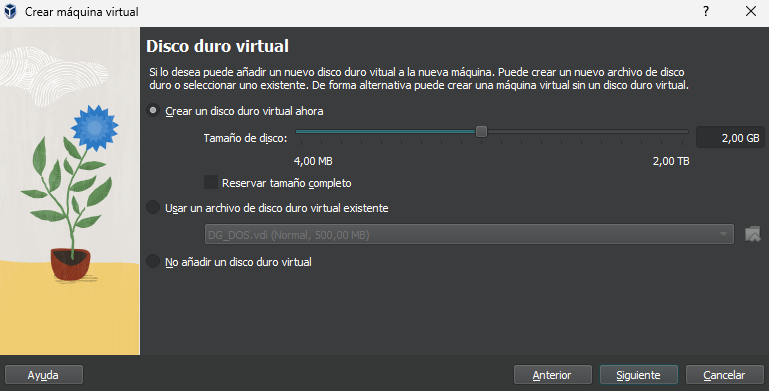 Crear máquina virtual
?
Disco duro virtual
Si lo desea puede añadir un nuevo disco duro vitual a la nueva máquina. Puede crear un nuevo archivo de disco
duro o seleccionar uno existente. De forma alternativa puede crear una máquina virtual sin un disco duro virtual.
Crear un disco duro virtual ahora
Tamaño de disco:
2,00 GB
4,00 MB
2,00 TB
Reservar tamaño completo
Usar un archivo de disco duro virtual existente
DG_DOS.vdi (Normal, 500,00 MB)
No añadir un disco duro virtual
Ayuda
Anterior
Siguiente
Cancelar